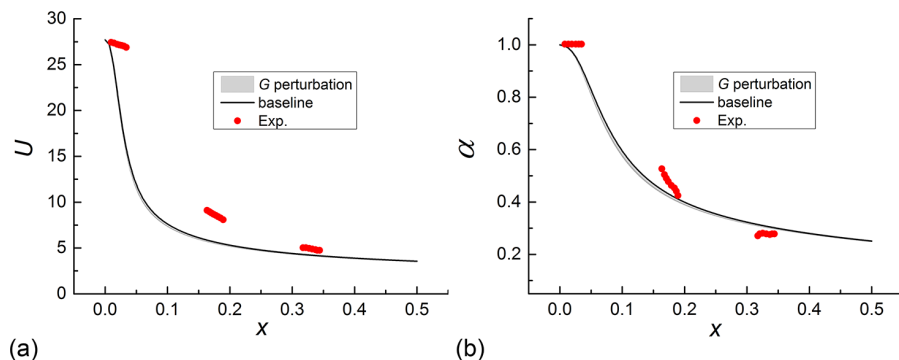 30
25
20
15
10
5
0
U
G perturbation
baseline
Exp.
0.0 0.1 0.2 0.3 0.4 0.5
x
(a)
1.0
0.8
0.6
0.4
0.2
α
G perturbation
baseline
Exp.
0.0 0.1 0.2 0.3 0.4 0.5
x
(b)